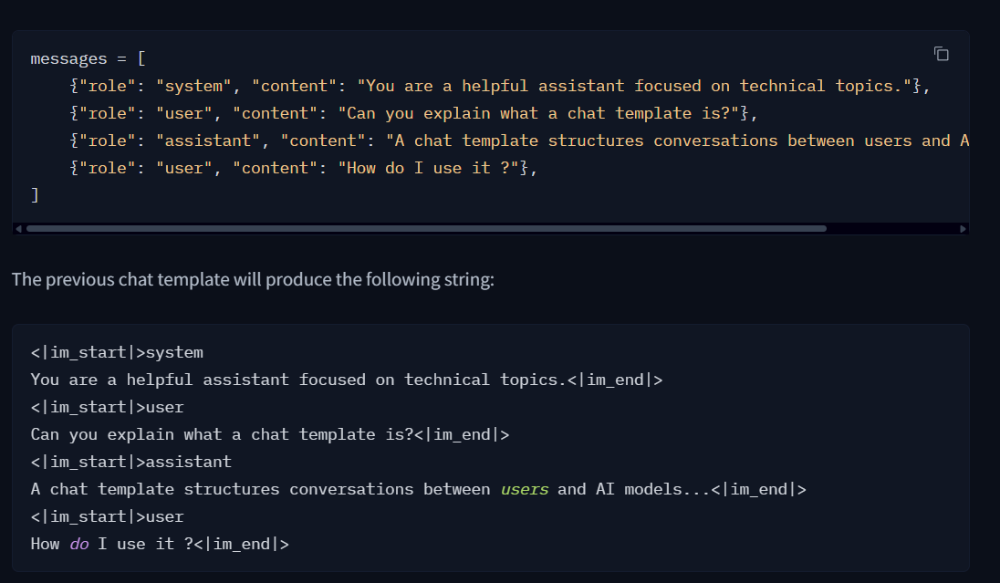 messages = [
    {"role": "system", "content": "You are a helpful assistant focused on technical topics."},
    {"role": "user", "content": "Can you explain what a chat template is?"},
    {"role": "assistant", "content": "A chat template structures conversations between users and A
    {"role": "user", "content": "How do I use it ?"},
]
The previous chat template will produce the following string:
<|im_start|>system
You are a helpful assistant focused on technical topics.<|im_end|>
<|im_start|>user
Can you explain what a chat template is?<|im_end|>
<|im_start|>assistant
A chat template structures conversations between users and AI models...<|im_end|>
<|im_start|>user
How do I use it ?<|im_end|>